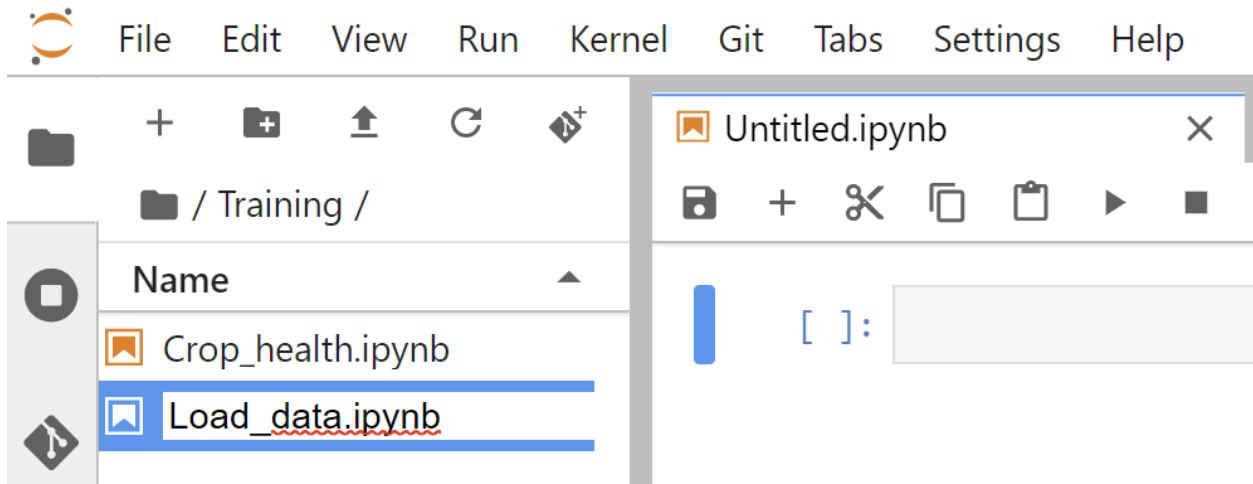 File Edit View Run Kernel Git Tabs Settings Help
/ Training /
Name
Crop_health.ipynb
Load_data.ipynb
Untitled.ipynb
[ ]: